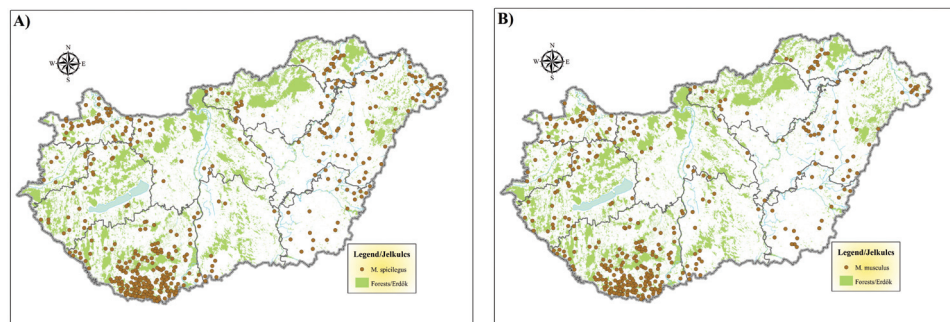 A)
N
W E
S
Legend/Jelkulcs
M. spicilegus
Forests/Erdők
B)
N
W E
S
Legend/Jelkulcs
M. musculus
Forests/Erdők